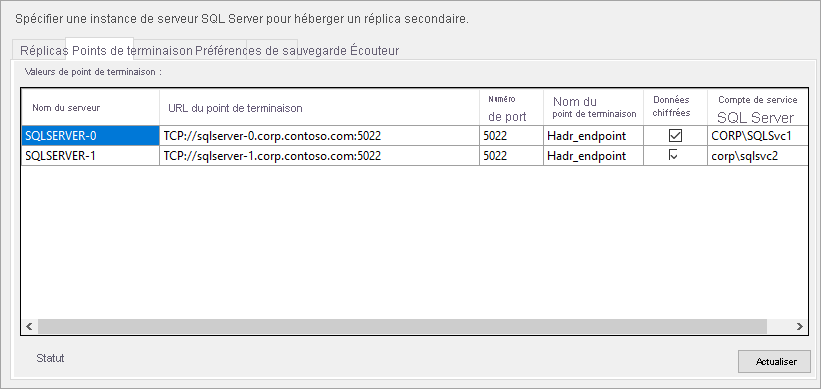 Spécifier une instance de serveur SQL Server pour héberger un réplica secondaire.
Réplicas Points de terminaison Préférences de sauvegarde Écouteur
Valeurs de point de terminaison :
Nom du serveur URL du point de terminaison Numéro de port Nom du point de terminaison Données chiffrées Compte de service SQL Server
SQLSERVER-0 TCP://sqlserver-0.corp.contoso.com:5022 5022 Hadr_endpoint CORP\SQLSvc1
SQLSERVER-1 TCP://sqlserver-1.corp.contoso.com:5022 5022 Hadr_endpoint corp\sqlsvc2
Statut
Actualiser